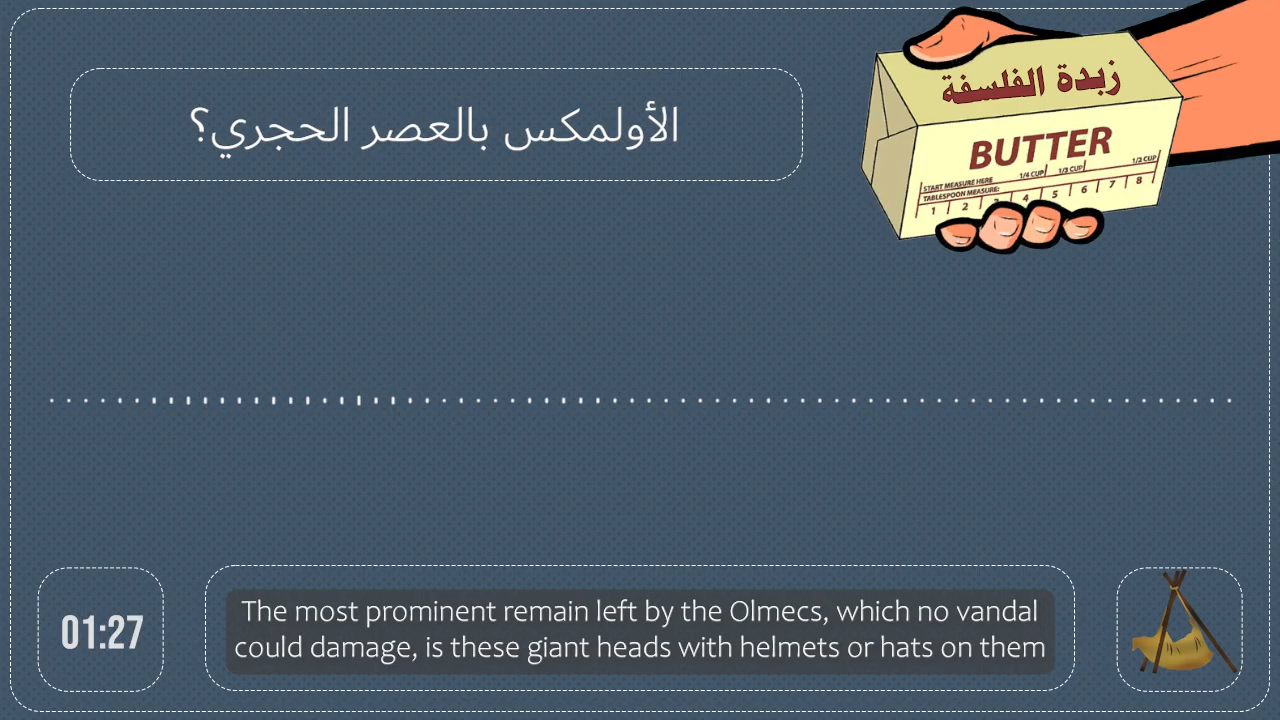 زبدة الفلسفة
الأولمكس بالعصر الحجري؟
BUTTER
START MEASURE HERE 1/4 CUP 1/3 CUP 1/2 CUP
TABLESPOON MEASURE:
1 2 3 4 5 6 7 8
01:27
The most prominent remain left by the Olmecs, which no vandal
could damage, is these giant heads with helmets or hats on them